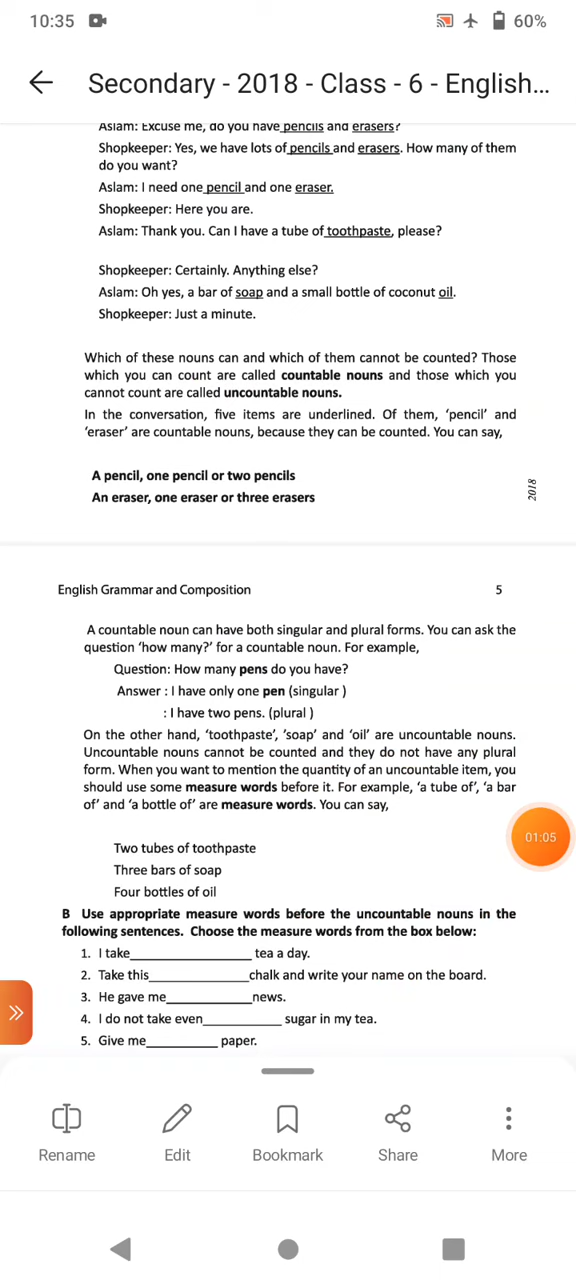 10:35
60%
Secondary - 2018 - Class - 6 - English...
Aslam: Excuse me, do you have pencils and erasers?
Shopkeeper: Yes, we have lots of pencils and erasers. How many of them
do you want?
Aslam: I need one pencil and one eraser.
Shopkeeper: Here you are.
Aslam: Thank you. Can I have a tube of toothpaste, please?
Shopkeeper: Certainly. Anything else?
Aslam: Oh yes, a bar of soap and a small bottle of coconut oil.
Shopkeeper: Just a minute.
Which of these nouns can and which of them cannot be counted? Those
which you can count are called countable nouns and those which you
cannot count are called uncountable nouns.
In the conversation, five items are underlined. Of them, ‘pencil’ and
‘eraser’ are countable nouns, because they can be counted. You can say,
A pencil, one pencil or two pencils
An eraser, one eraser or three erasers
2018
English Grammar and Composition 5
A countable noun can have both singular and plural forms. You can ask the
question ‘how many?’ for a countable noun. For example,
Question: How many pens do you have?
Answer : I have only one pen (singular )
: I have two pens. (plural )
On the other hand, ‘toothpaste’, ‘soap’ and ‘oil’ are uncountable nouns.
Uncountable nouns cannot be counted and they do not have any plural
form. When you want to mention the quantity of an uncountable item, you
should use some measure words before it. For example, ‘a tube of’, ‘a bar
of’ and ‘a bottle of’ are measure words. You can say,
Two tubes of toothpaste
Three bars of soap
Four bottles of oil
01:05
B Use appropriate measure words before the uncountable nouns in the
following sentences. Choose the measure words from the box below:
1. I take_________________ tea a day.
2. Take this______________chalk and write your name on the board.
3. He gave me____________news.
4. I do not take even___________ sugar in my tea.
5. Give me__________ paper.
Rename Edit Bookmark Share More